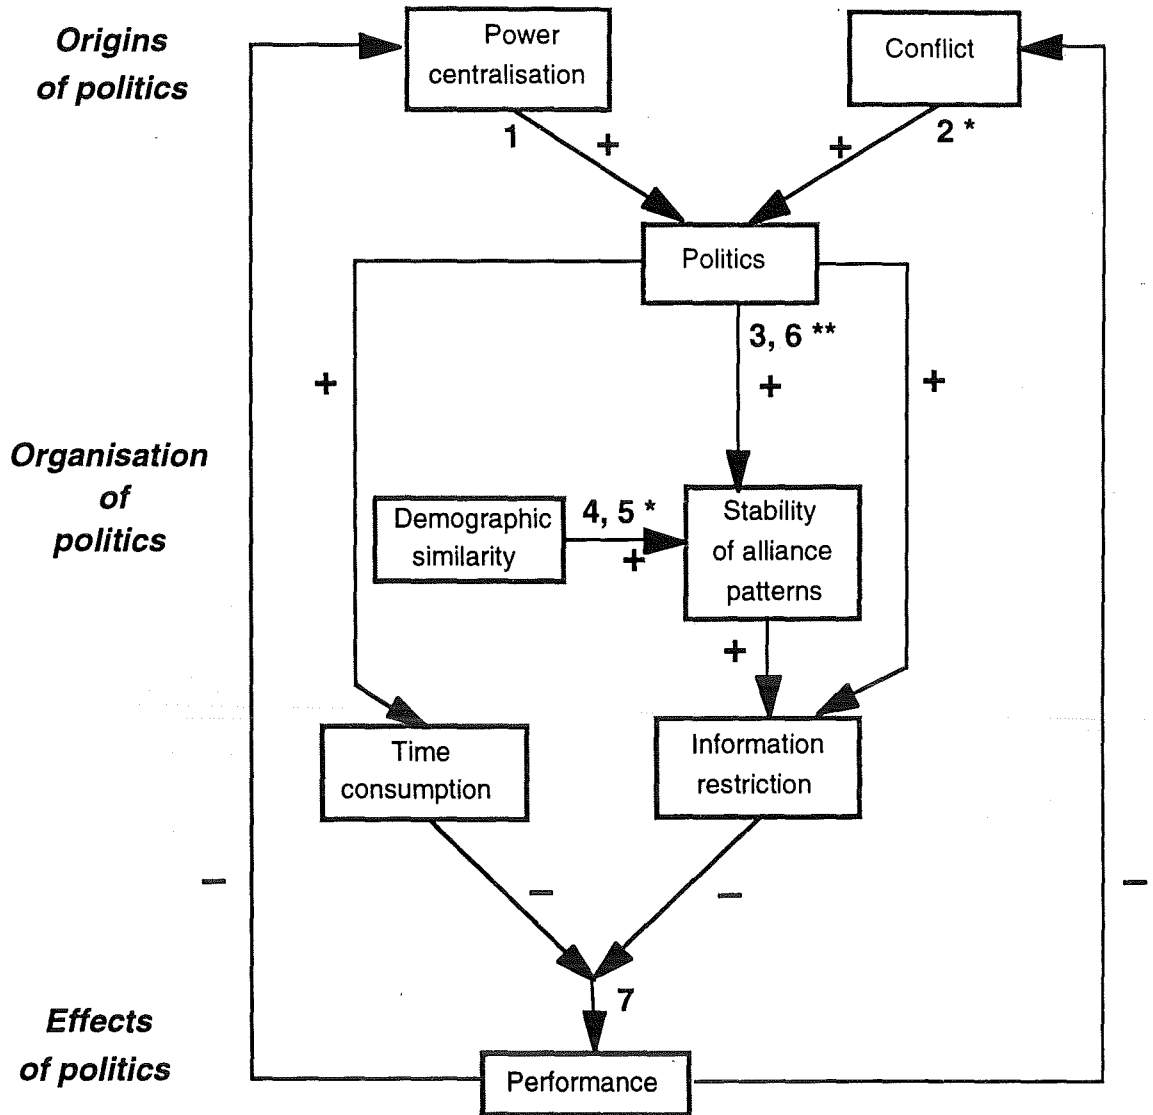 Origins
of politics
Power
centralisation
Conflict
1
+
+
2 *
Politics
3, 6 **
+
+
+
Organisation
of
politics
Demographic
similarity
4, 5 *
+
Stability
of alliance
patterns
+
Time
consumption
Information
restriction
–
–
–
–
7
Effects
of politics
Performance